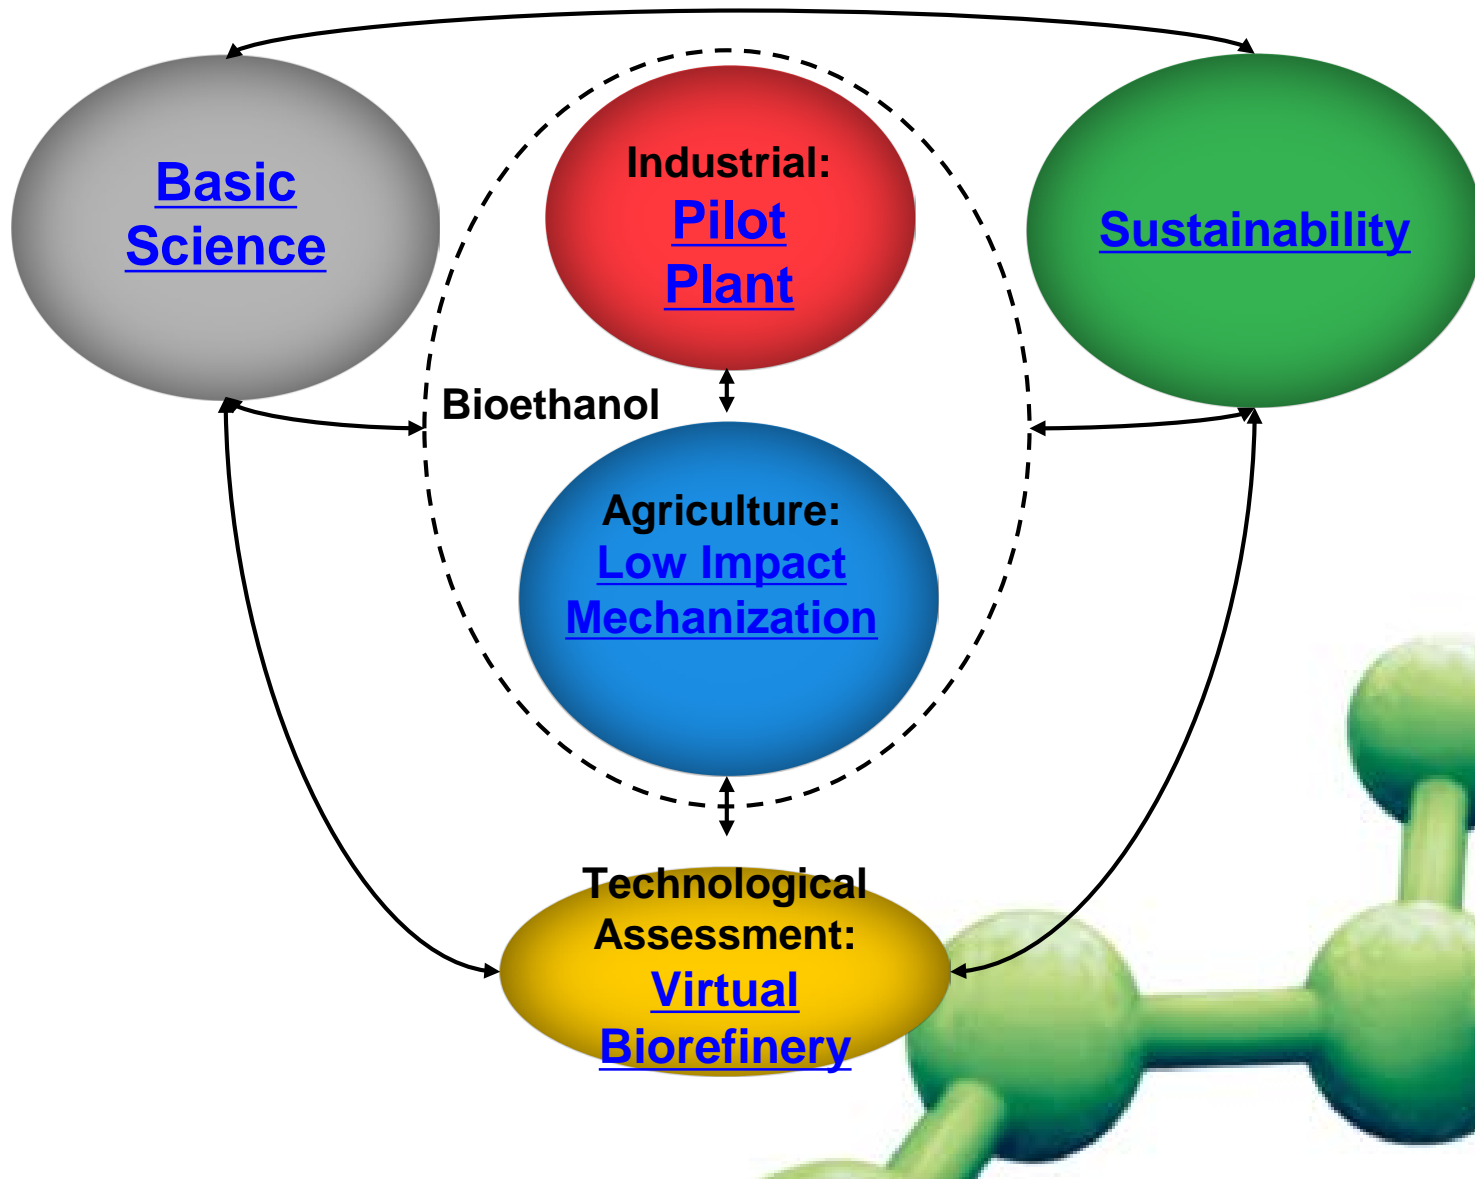 Basic
Science
Industrial:
Pilot
Plant
Sustainability
Bioethanol
Agriculture:
Low Impact
Mechanization
Technological
Assessment:
Virtual
Biorefinery